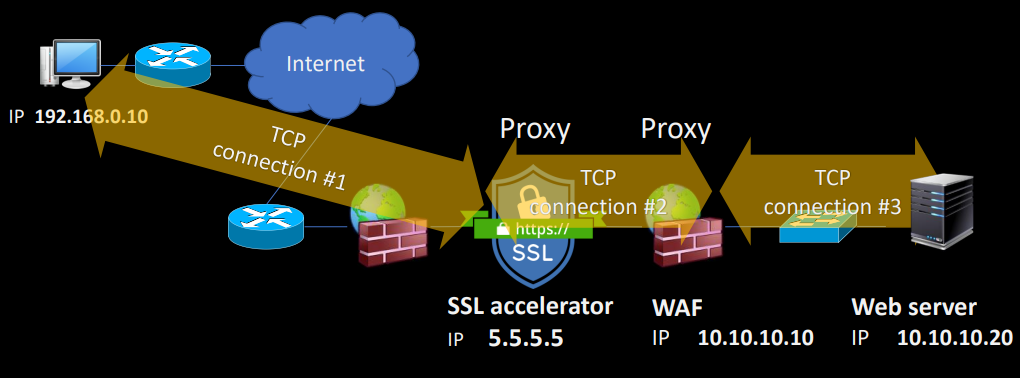 Internet
IP 192.168.0.10
TCP
connection #1
Proxy
Proxy
TCP
connection #2
TCP
connection #3
https://
SSL
SSL accelerator
IP 5.5.5.5
WAF
IP 10.10.10.10
Web server
IP 10.10.10.20